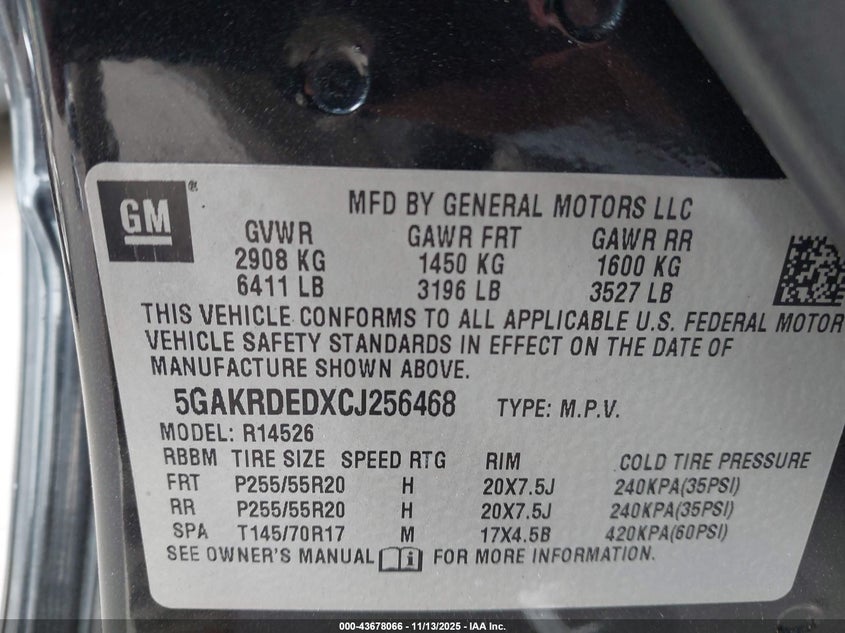 GM®
MFD BY GENERAL MOTORS LLC
GVWR GAWR FRT GAWR RR
2908 KG 1450 KG 1600 KG
6411 LB 3196 LB 3527 LB
THIS VEHICLE CONFORMS TO ALL APPLICABLE U.S. FEDERAL MOTOR
VEHICLE SAFETY STANDARDS IN EFFECT ON THE DATE OF
MANUFACTURE SHOWN ABOVE.
5GAKRDEDXCJ256468 TYPE: M.P.V.
MODEL: R14526
RBBM TIRE SIZE SPEED RTG RIM COLD TIRE PRESSURE
FRT P255/55R20 H 20X7.5J 240KPA(35PSI)
RR P255/55R20 H 20X7.5J 240KPA(35PSI)
SPA T145/70R17 M 17X4.5B 420KPA(60PSI)
SEE OWNER'S MANUAL i FOR MORE INFORMATION.
000-43678066 - 11/13/2025 - IAA Inc.